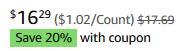 $16²⁹ ($1.02/Count) $17.69
Save 20% with coupon